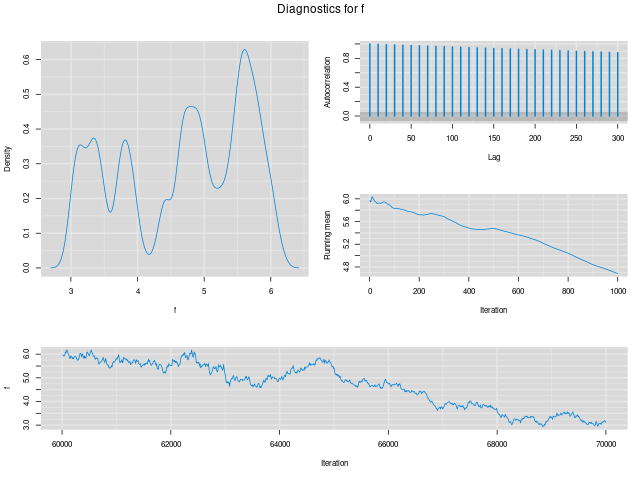 Diagnostics for f
Density
0.0 0.1 0.2 0.3 0.4 0.5 0.6
3 4 5 6
f
Autocorrelation
0.0 0.4 0.8
0 50 100 150 200 250 300
Lag
Running mean
4.8 5.2 5.6 6.0
0 200 400 600 800 1000
Iteration
f
3.0 4.0 5.0 6.0
60000 62000 64000 66000 68000 70000
Iteration